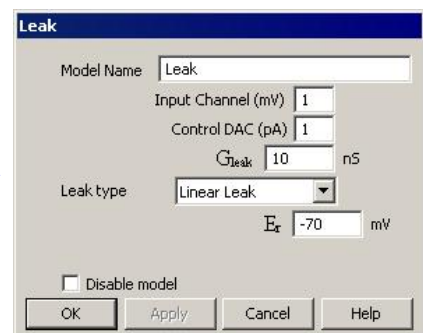 Leak
Model Name Leak
Input Channel (mV) 1
Control DAC (pA) 1
Gleak 10 nS
Leak type Linear Leak
Er -70 mV
Disable model
OK Apply Cancel Help